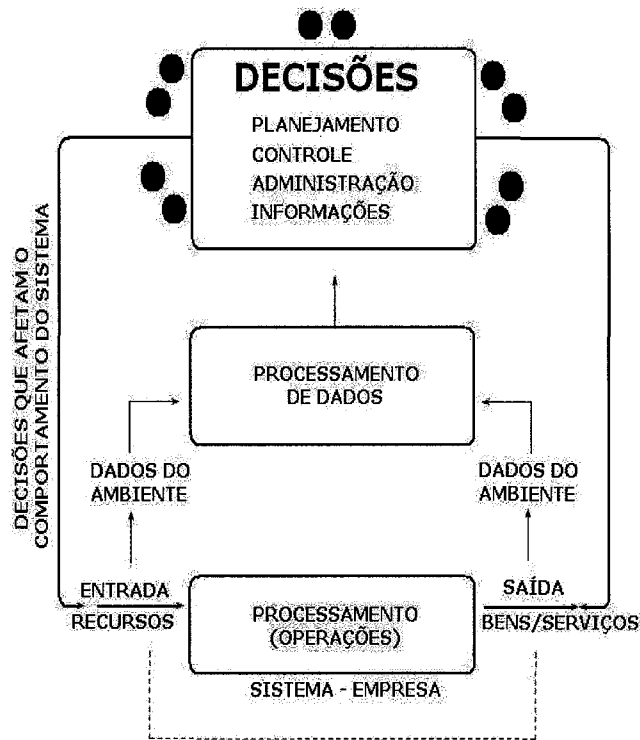 DECISÕES
PLANEJAMENTO
CONTROLE
ADMINISTRAÇÃO
INFORMAÇÕES
DECISÕES QUE AFETAM O
COMPORTAMENTO DO SISTEMA
PROCESSAMENTO
DE DADOS
DADOS DO
AMBIENTE
DADOS DO
AMBIENTE
ENTRADA
RECURSOS
PROCESSAMENTO
(OPERAÇÕES)
SAÍDA
BENS/SERVIÇOS
SISTEMA - EMPRESA